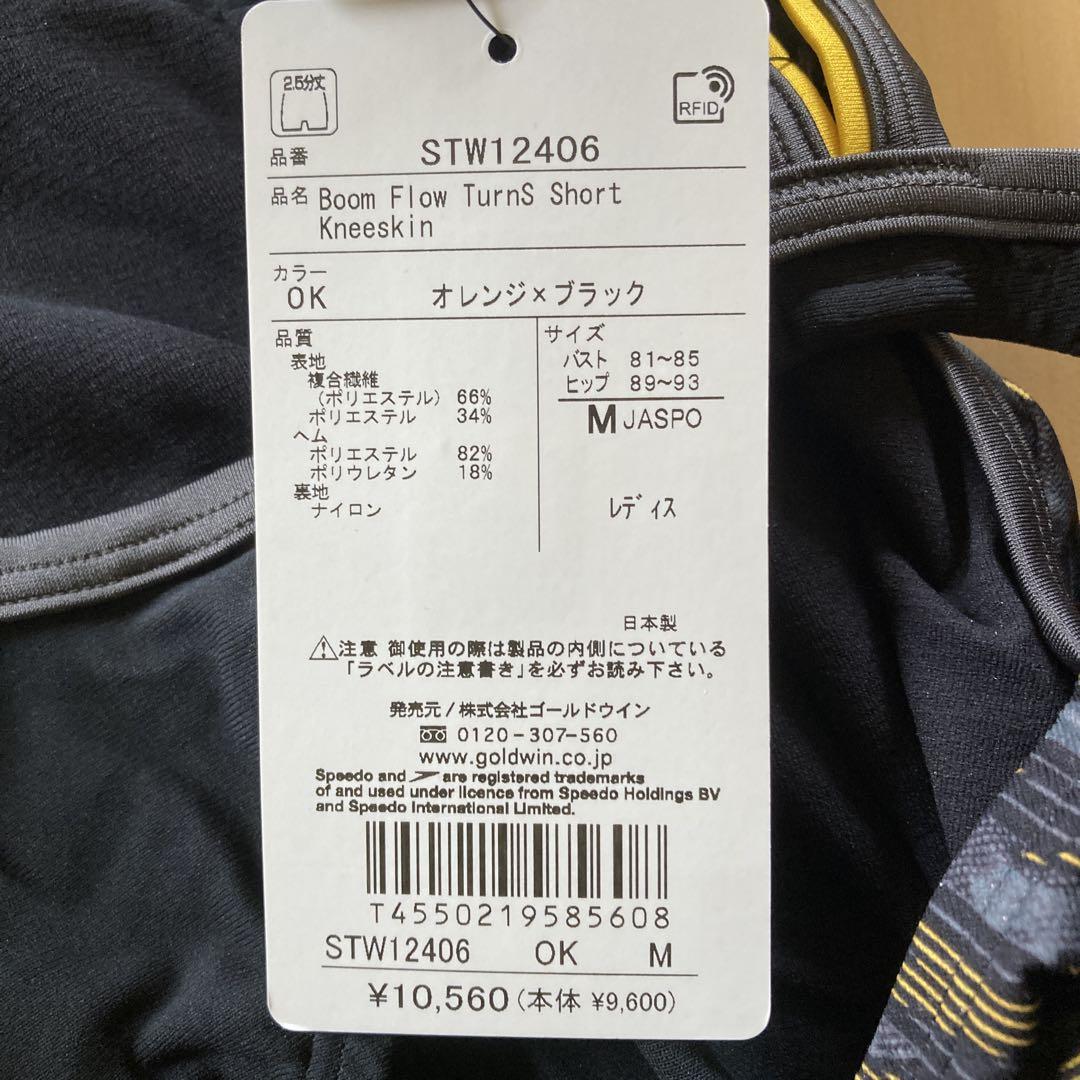 2.5分丈
RFID
品番 STW12406
品名 Boom Flow TurnS Short
Kneeskin
カラー
OK オレンジ×ブラック
品質
表地
複合繊維
(ポリエステル) 66%
ポリエステル 34%
ヘム
ポリエステル 82%
ポリウレタン 18%
裏地
ナイロン
サイズ
バスト 81~85
ヒップ 89~93
M JASPO
レディス
日本製
⚠注意 御使用の際は製品の内側についている
「ラベルの注意書き」を必ずお読み下さい。
発売元/株式会社ゴールドウイン
0120-307-560
www.goldwin.co.jp
Speedo and are registered trademarks
of and used under licence from Speedo Holdings BV
and Speedo International Limited.
T4550219585608
STW12406 OK M
¥10,560(本体 ¥9,600)